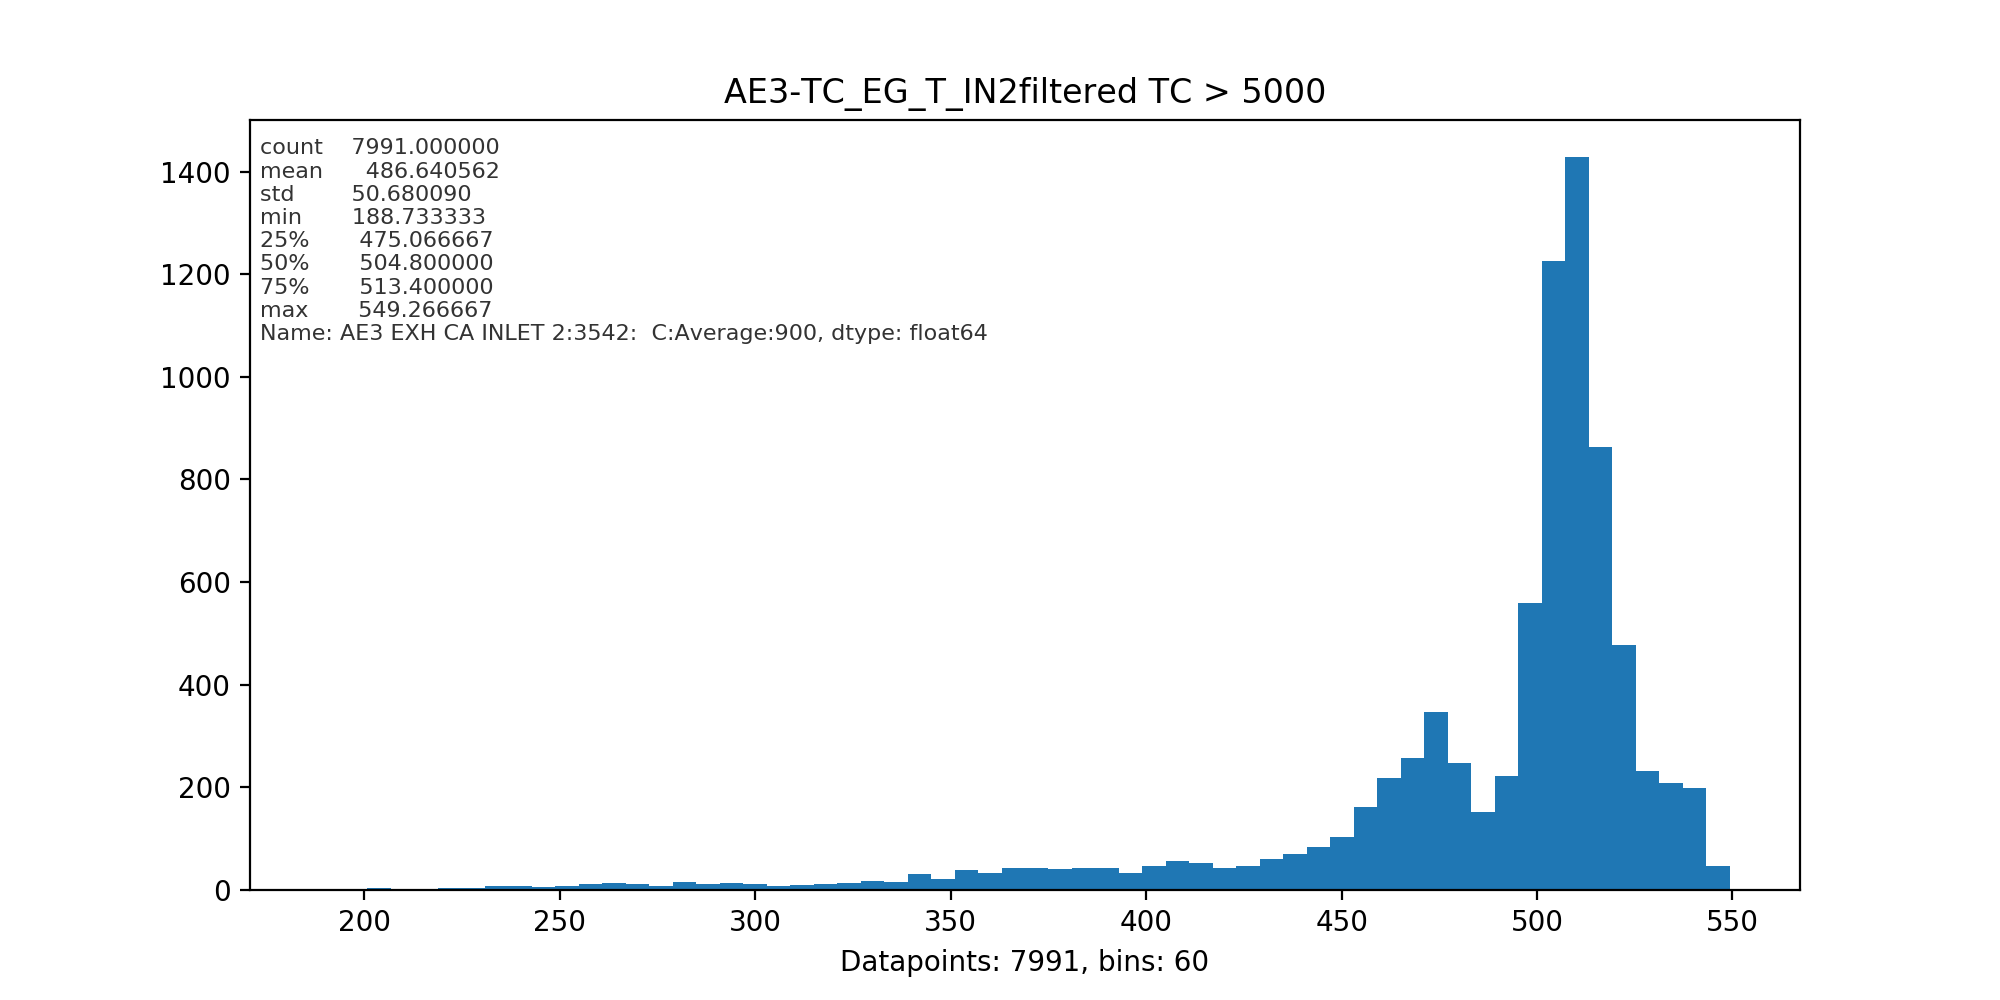 AE3-TC_EG_T_IN2filtered TC > 5000
count 7991.000000
mean 486.640562
std 50.680090
min 188.733333
25% 475.066667
50% 504.800000
75% 513.400000
max 549.266667
Name: AE3 EXH CA INLET 2:3542: C:Average:900, dtype: float64
1400
1200
1000
800
600
400
200
0
200 250 300 350 400 450 500 550
Datapoints: 7991, bins: 60